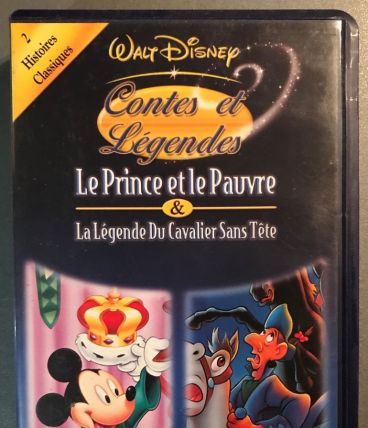 2
Histoires
Classiques
WALT DISNEY
Contes et
Légendes
Le Prince et le Pauvre
&
La Légende Du Cavalier Sans Tête